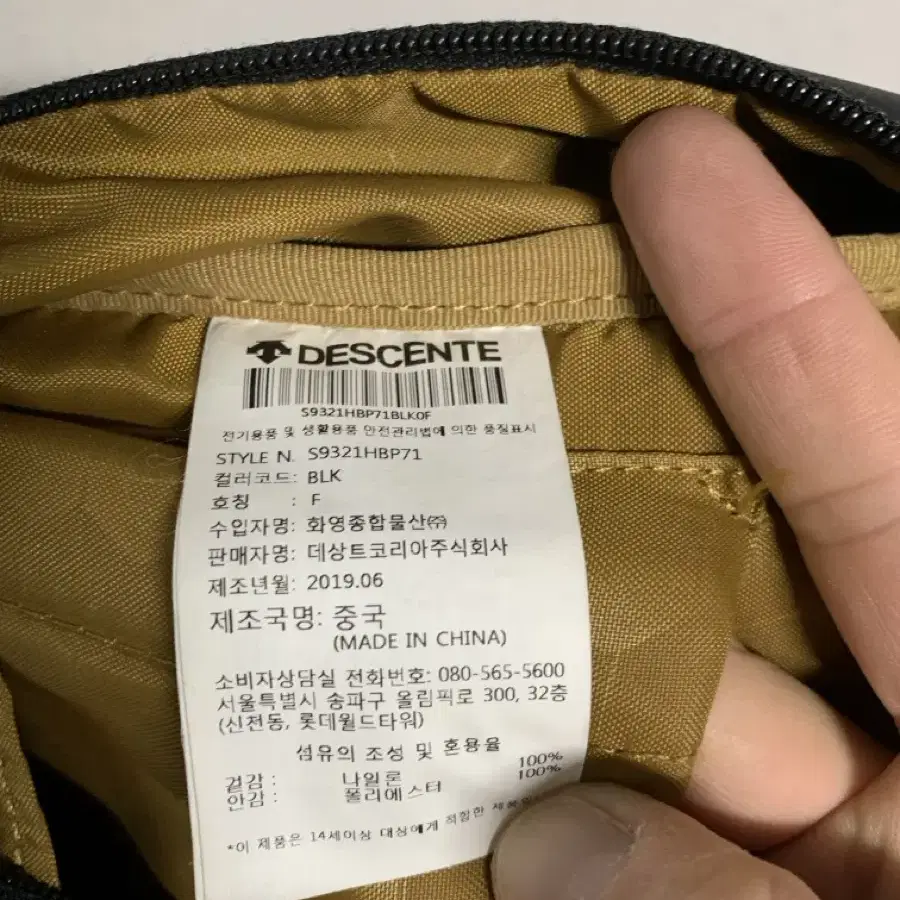 DESCENTE
S9321HBP71BLK0F
전기용품 및 생활용품 안전관리법에 의한 품질표시
STYLE N. S9321HBP71
컬러코드: BLK
호칭 : F
수입자명: 화영종합물산㈜
판매자명: 데상트코리아주식회사
제조년월: 2019.06
제조국명: 중국
(MADE IN CHINA)
소비자상담실 전화번호: 080-565-5600
서울특별시 송파구 올림픽로 300, 32층
(신천동, 롯데월드타워)
섬유의 조성 및 혼용율
겉감 : 나일론 100%
안감 : 폴리에스터 100%
*이 제품은 14세이상 대상에게 적합한